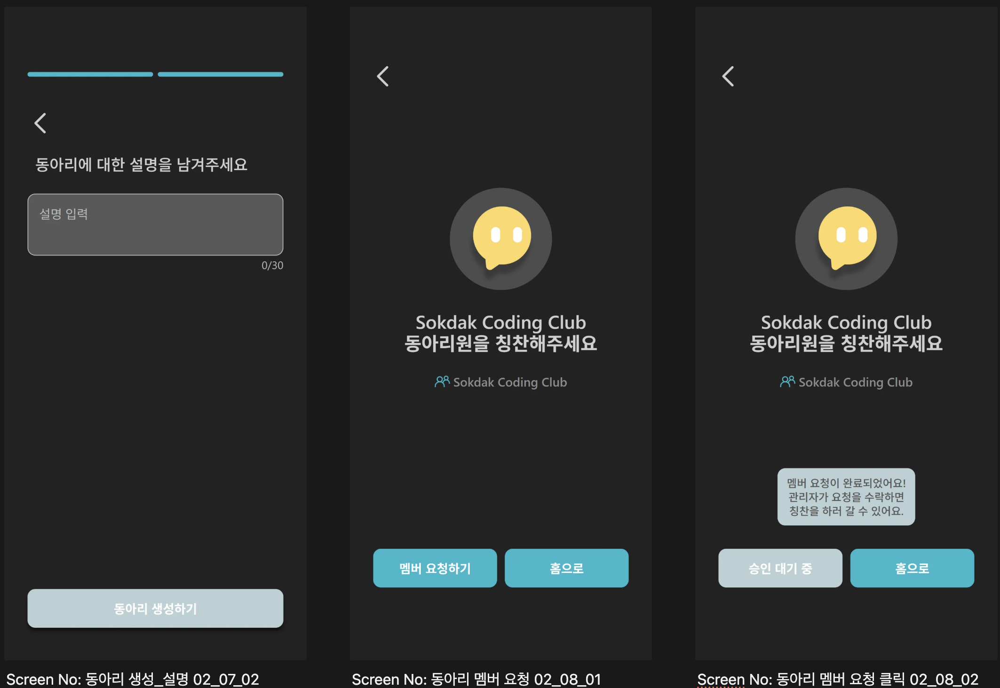 동아리에 대한 설명을 남겨주세요
설명 입력
0/30
동아리 생성하기
Screen No: 동아리 생성_설명 02_07_02
Sokdak Coding Club
동아리원을 칭찬해주세요
Sokdak Coding Club
멤버 요청하기
홈으로
Screen No: 동아리 멤버 요청 02_08_01
Sokdak Coding Club
동아리원을 칭찬해주세요
Sokdak Coding Club
멤버 요청이 완료되었어요!
관리자가 요청을 수락하면
칭찬을 하러 갈 수 있어요.
승인 대기 중
홈으로
Screen No: 동아리 멤버 요청 클릭 02_08_02